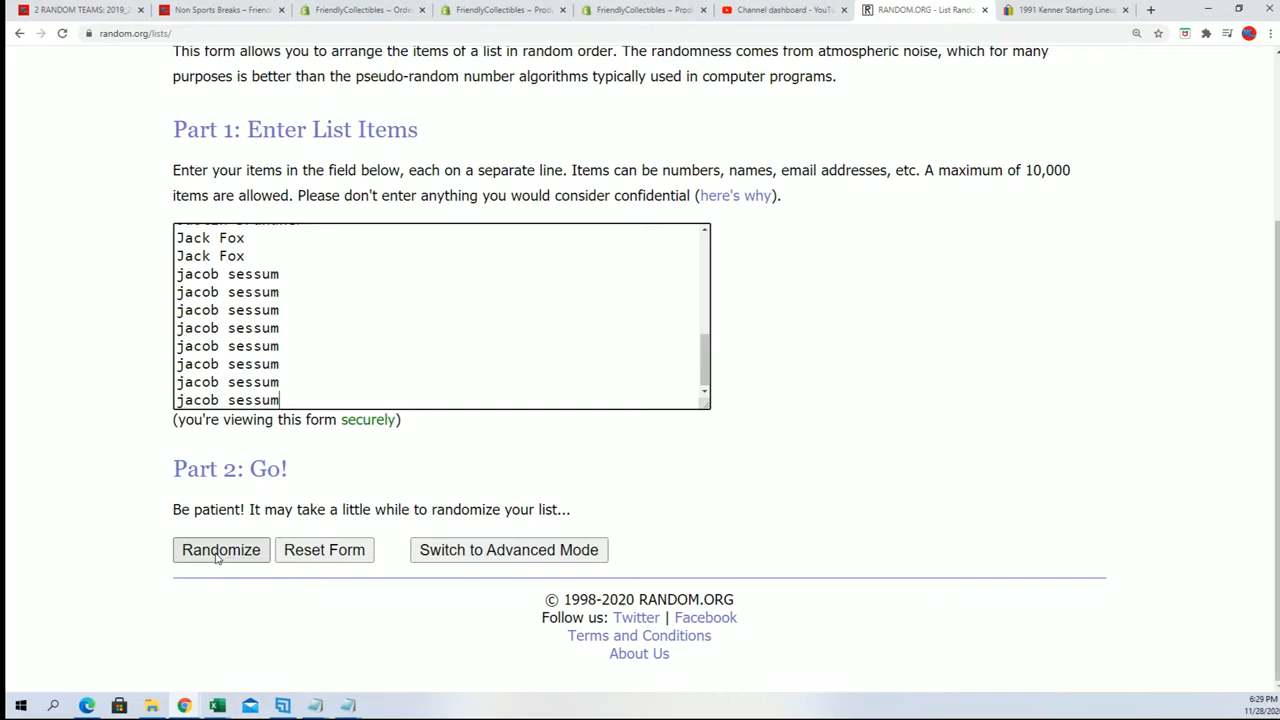 2 RANDOM TEAMS: 2019_
Non Sports Breaks – Friend
FriendlyCollectibles ~ Orde
FriendlyCollectibles ~ Prod
FriendlyCollectibles ~ Prod
Channel dashboard - YouTu
RANDOM.ORG - List Rand
1991 Kenner Starting Lineu
random.org/lists/
This form allows you to arrange the items of a list in random order. The randomness comes from atmospheric noise, which for many
purposes is better than the pseudo-random number algorithms typically used in computer programs.
Part 1: Enter List Items
Enter your items in the field below, each on a separate line. Items can be numbers, names, email addresses, etc. A maximum of 10,000
items are allowed. Please don't enter anything you would consider confidential (here's why).
Jack Fox
Jack Fox
jacob sessum
jacob sessum
jacob sessum
jacob sessum
jacob sessum
jacob sessum
jacob sessum
jacob sessum
(you're viewing this form securely)
Part 2: Go!
Be patient! It may take a little while to randomize your list...
Randomize Reset Form Switch to Advanced Mode
© 1998-2020 RANDOM.ORG
Follow us: Twitter | Facebook
Terms and Conditions
About Us
6:29 PM
11/28/202